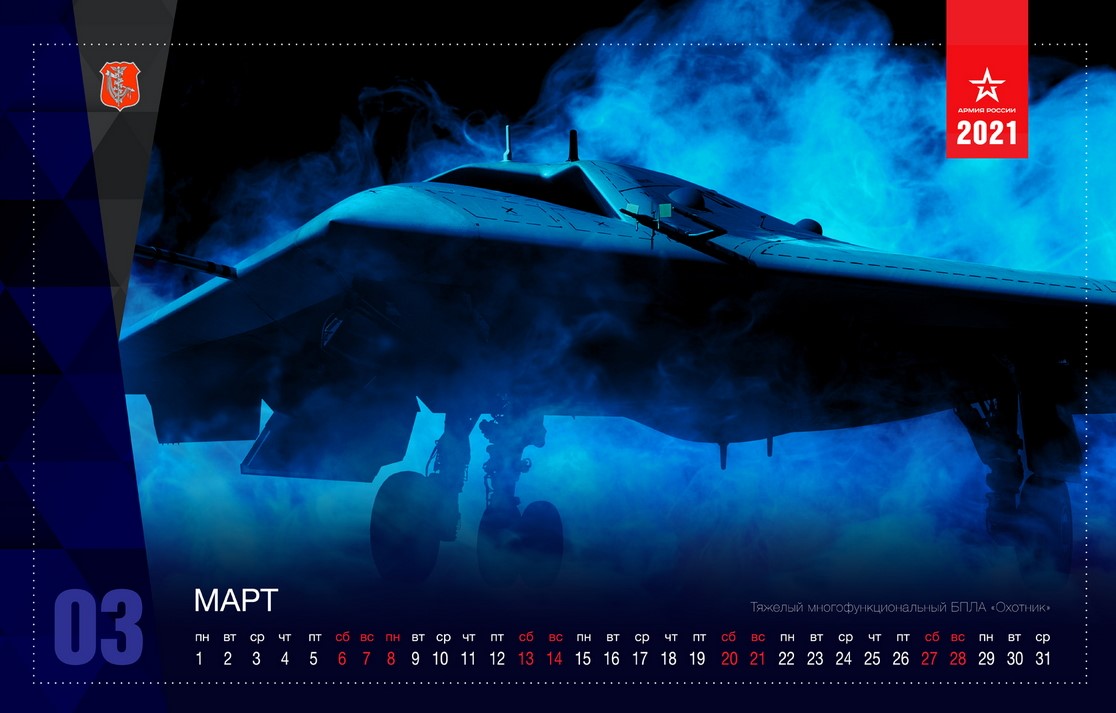 АРМИЯ РОССИИ
2021
03
МАРТ
Тяжелый многофункциональный БПЛА «Охотник»
пн вт ср чт пт сб вс пн вт ср чт пт сб вс пн вт ср чт пт сб вс пн вт ср чт пт сб вс пн вт ср
1 2 3 4 5 6 7 8 9 10 11 12 13 14 15 16 17 18 19 20 21 22 23 24 25 26 27 28 29 30 31